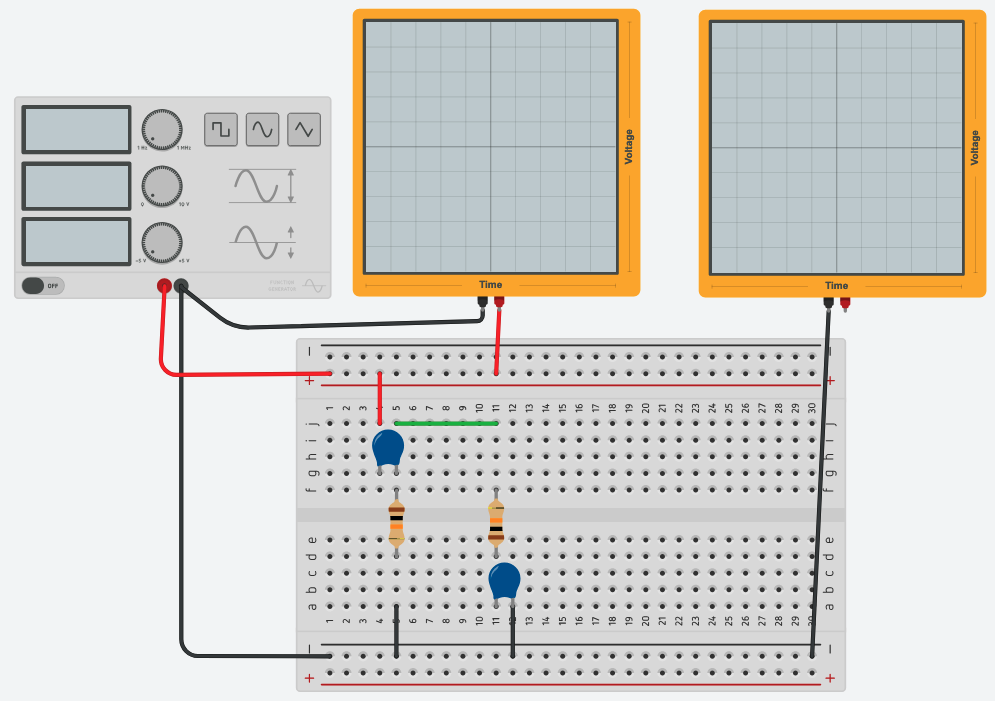 Voltage
Time
Voltage
Time
1 Hz 1 MHz
0 10 V
-5 V +5 V
OFF
FUNCTION
GENERATOR
− −
+ +
1 2 3 4 5 6 7 8 9 10 11 12 13 14 15 16 17 18 19 20 21 22 23 24 25 26 27 28 29 30
j j
i i
h h
g g
f f
e e
d d
c c
b b
a a
1 2 3 4 5 6 7 8 9 10 11 12 13 14 15 16 17 18 19 20 21 22 23 24 25 26 27 28 29 30
− −
+ +